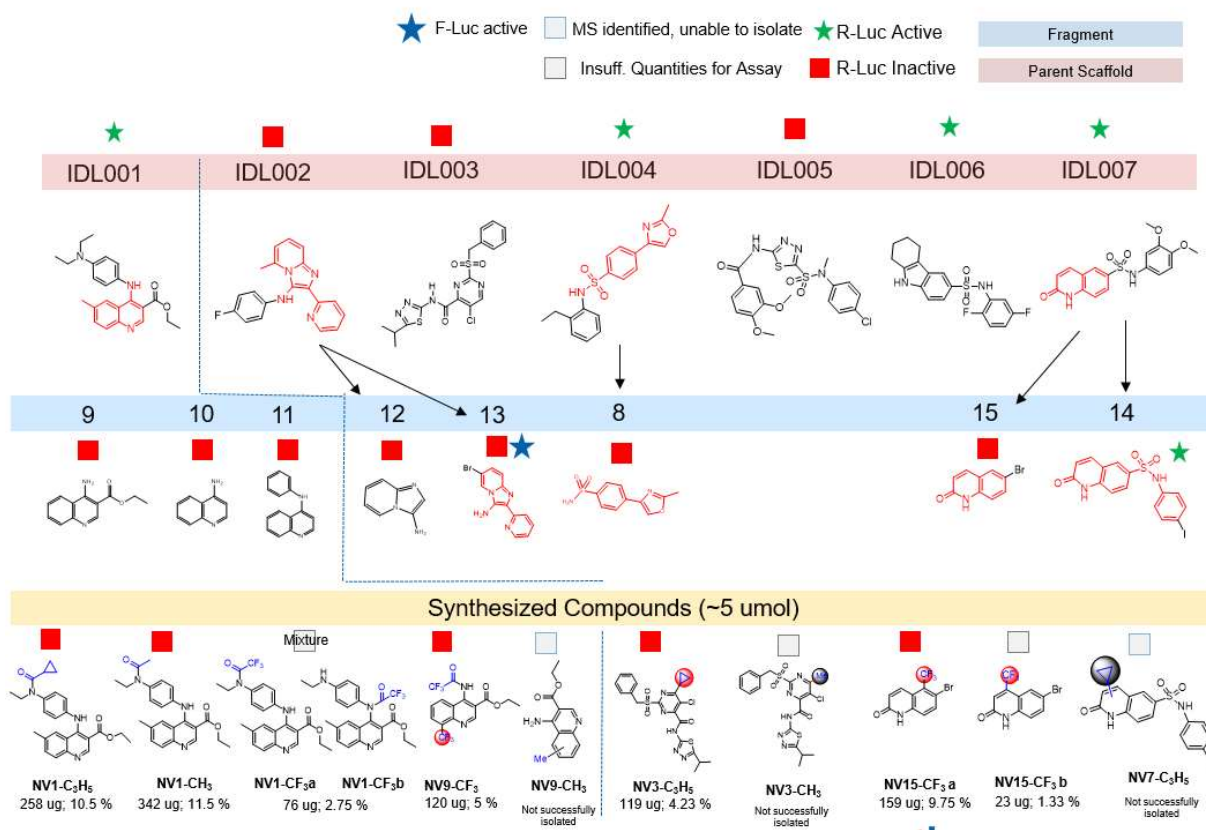 F-Luc active
MS identified, unable to isolate
R-Luc Active
Fragment
Insuff. Quantities for Assay
R-Luc Inactive
Parent Scaffold
IDL001 IDL002 IDL003 IDL004 IDL005 IDL006 IDL007
9 10 11 12 13 8 15 14
Synthesized Compounds (~5 umol)
Mixture
NV1-C₃H₅
258 ug; 10.5 %
NV1-CH₃
342 ug; 11.5 %
NV1-CF₃a NV1-CF₃b
76 ug; 2.75 %
NV9-CF₃
120 ug; 5 %
NV9-CH₃
Not successfully
isolated
NV3-C₃H₅
119 ug; 4.23 %
NV3-CH₃
Not successfully
isolated
NV15-CF₃ a
159 ug; 9.75 %
NV15-CF₃ b
23 ug; 1.33 %
NV7-C₃H₅
Not successfully
isolated